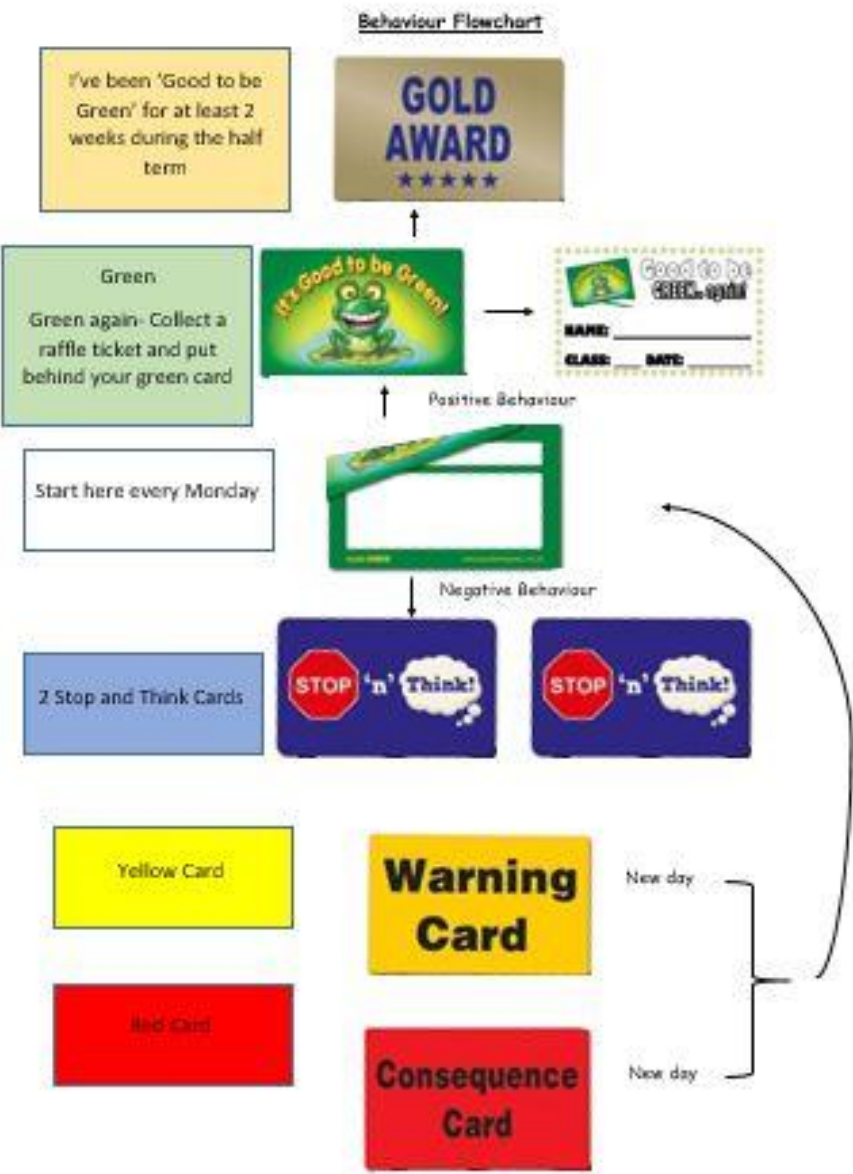 Behaviour Flowchart
I've been 'Good to be
Green' for at least 2
weeks during the half
term
GOLD
AWARD
Green
Green again- Collect a
raffle ticket and put
behind your green card
It's Good to be Green!
Good to be
GREEN... again!
NAME:
CLASS: DATE:
Positive Behaviour
Start here every Monday
Negative Behaviour
2 Stop and Think Cards
STOP 'n' Think!
STOP 'n' Think!
Yellow Card
Warning
Card
New day
Red Card
Consequence
Card
New day